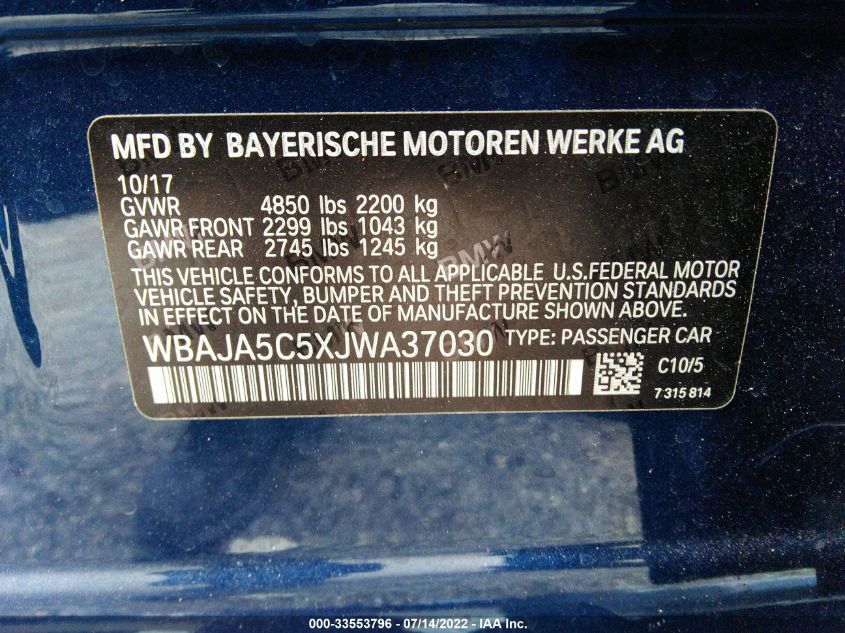 MFD BY BAYERISCHE MOTOREN WERKE AG
10/17
GVWR 4850 lbs 2200 kg
GAWR FRONT 2299 lbs 1043 kg
GAWR REAR 2745 lbs 1245 kg
THIS VEHICLE CONFORMS TO ALL APPLICABLE U.S.FEDERAL MOTOR
VEHICLE SAFETY, BUMPER AND THEFT PREVENTION STANDARDS
IN EFFECT ON THE DATE OF MANUFACTURE SHOWN ABOVE.
WBAJA5C5XJWA37030 TYPE: PASSENGER CAR
C10/5
7 315 814
000-33553796 - 07/14/2022 - © IAA Inc.